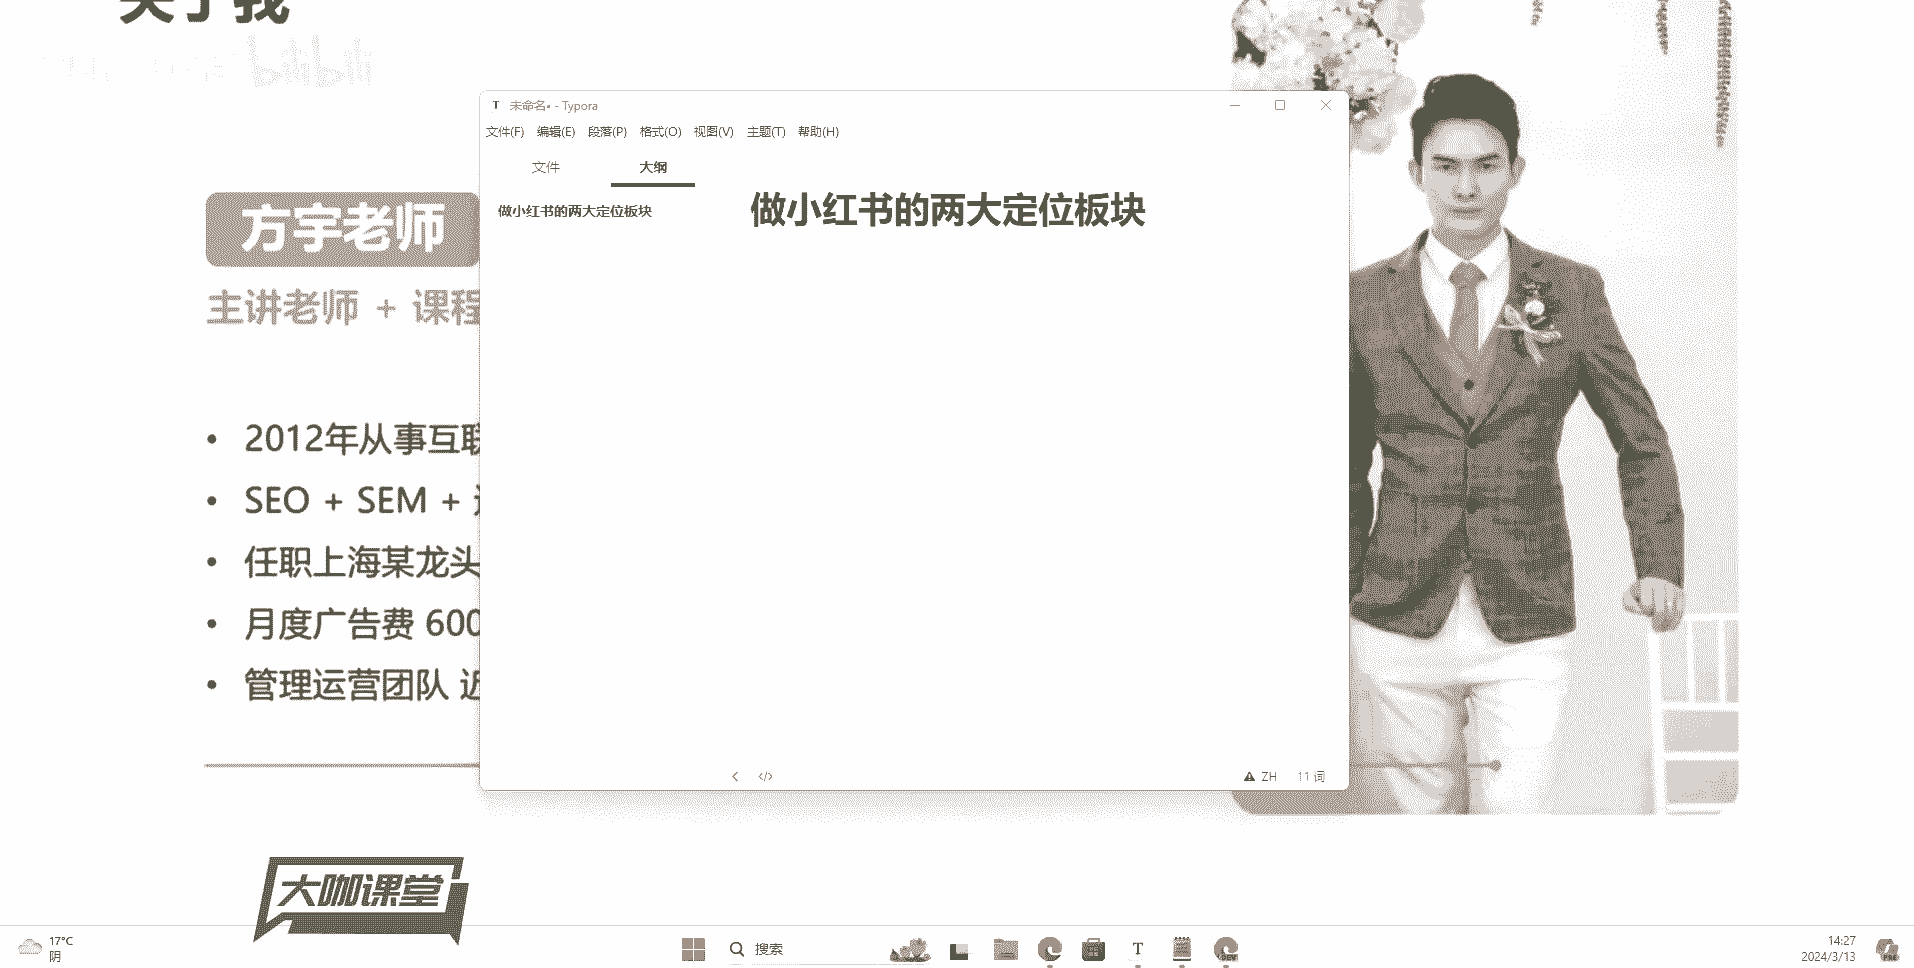 关于我
bilibili
未命名• - Typora
文件(F) 编辑(E) 段落(P) 格式(O) 视图(V) 主题(T) 帮助(H)
文件 大纲
做小红书的两大定位板块
做小红书的两大定位板块
方宇老师
主讲老师 + 课程
2012年从事互联
SEO + SEM +
任职上海某龙头
月度广告费 600
管理运营团队 近
ZH 11 词
大咖课堂
17°C
阴
搜索
14:27
2024/3/13